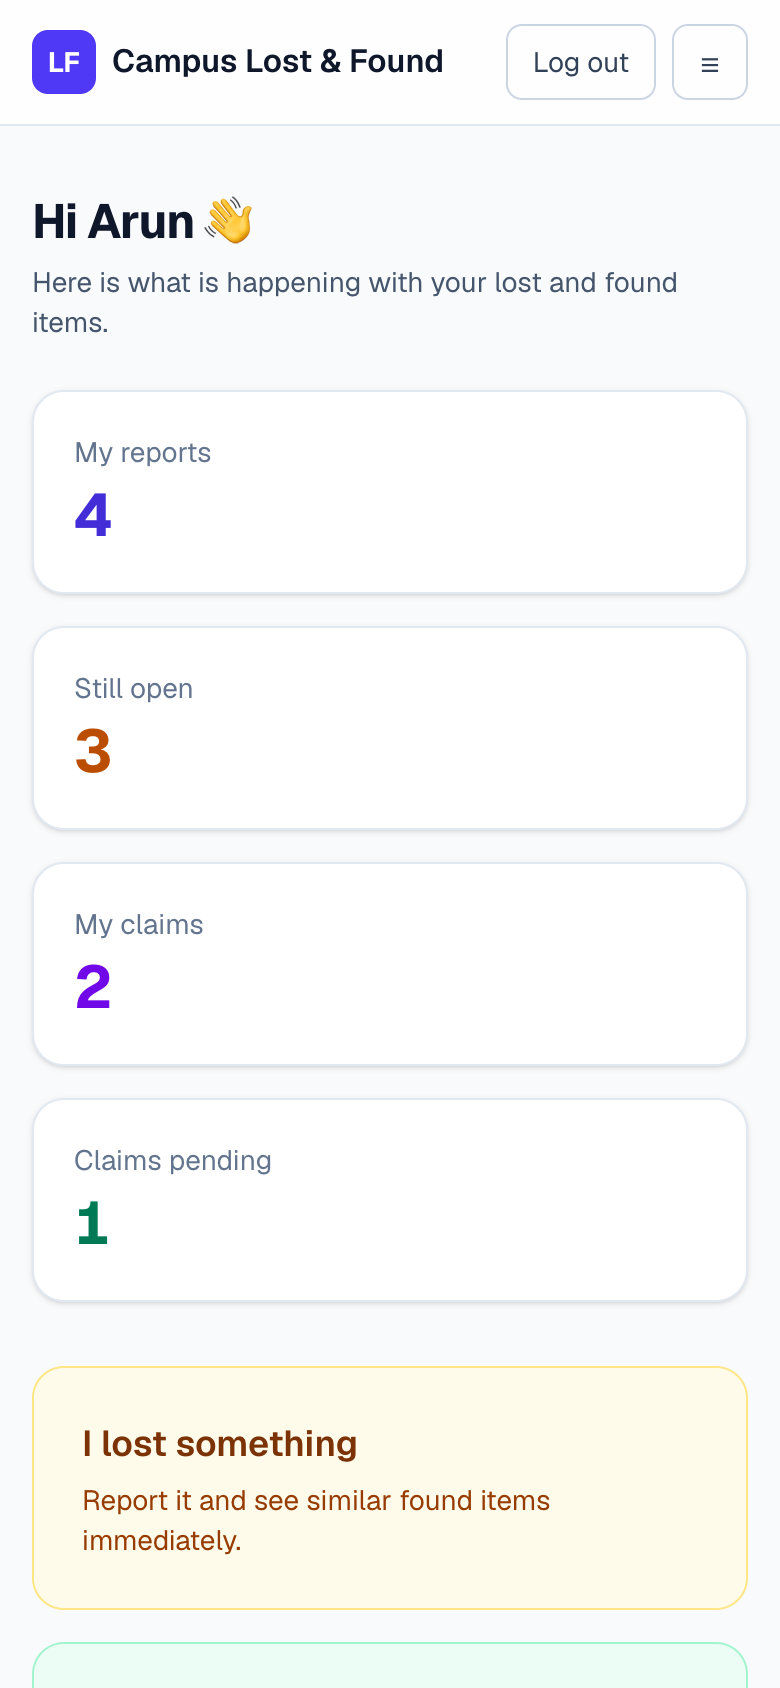 LF
Campus Lost & Found
Log out
≡
Hi Arun 👋
Here is what is happening with your lost and found
items.
My reports
4
Still open
3
My claims
2
Claims pending
1
I lost something
Report it and see similar found items
immediately.